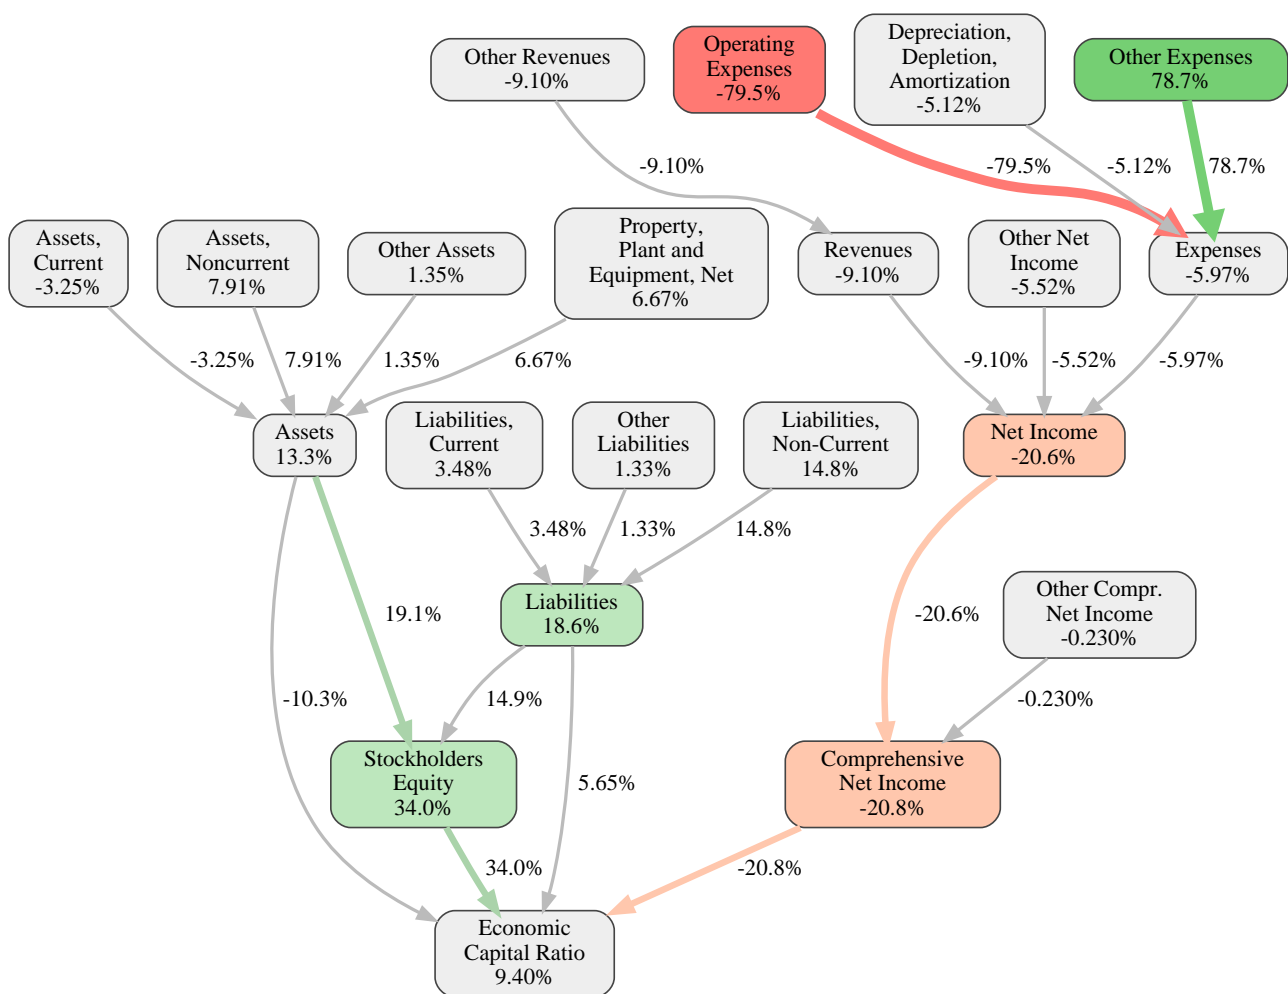 Other Revenues
-9.10%
Operating
Expenses
-79.5%
Depreciation,
Depletion,
Amortization
-5.12%
Other Expenses
78.7%
-9.10%
-79.5%
-5.12%
78.7%
Assets,
Current
-3.25%
Assets,
Noncurrent
7.91%
Other Assets
1.35%
Property,
Plant and
Equipment, Net
6.67%
Revenues
-9.10%
Other Net
Income
-5.52%
Expenses
-5.97%
-3.25%
7.91%
1.35%
6.67%
-9.10%
-5.52%
-5.97%
Assets
13.3%
Liabilities,
Current
3.48%
Other
Liabilities
1.33%
Liabilities,
Non-Current
14.8%
Net Income
-20.6%
3.48%
1.33%
14.8%
19.1%
Liabilities
18.6%
-20.6%
Other Compr.
Net Income
-0.230%
-10.3%
14.9%
-0.230%
Stockholders
Equity
34.0%
5.65%
Comprehensive
Net Income
-20.8%
34.0%
-20.8%
Economic
Capital Ratio
9.40%